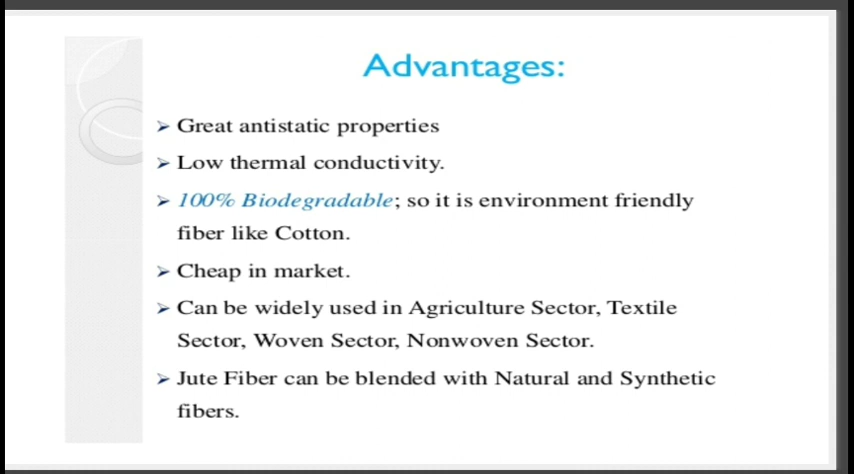 Advantages:
➢ Great antistatic properties
➢ Low thermal conductivity.
➢ 100% Biodegradable; so it is environment friendly
fiber like Cotton.
➢ Cheap in market.
➢ Can be widely used in Agriculture Sector, Textile
Sector, Woven Sector, Nonwoven Sector.
➢ Jute Fiber can be blended with Natural and Synthetic
fibers.